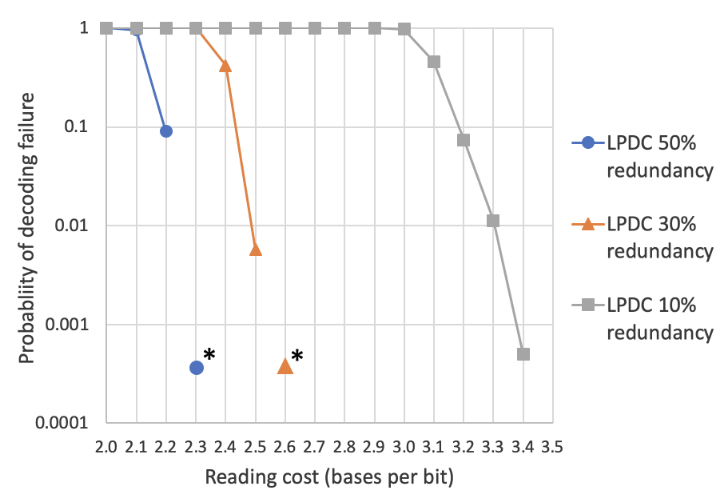 Probabliity of decoding failure
1
0.1
0.01
0.001
0.0001
*
*
2.0 2.1 2.2 2.3 2.4 2.5 2.6 2.7 2.8 2.9 3.0 3.1 3.2 3.3 3.4 3.5
Reading cost (bases per bit)
LPDC 50%
redundancy
LPDC 30%
redundancy
LPDC 10%
redundancy